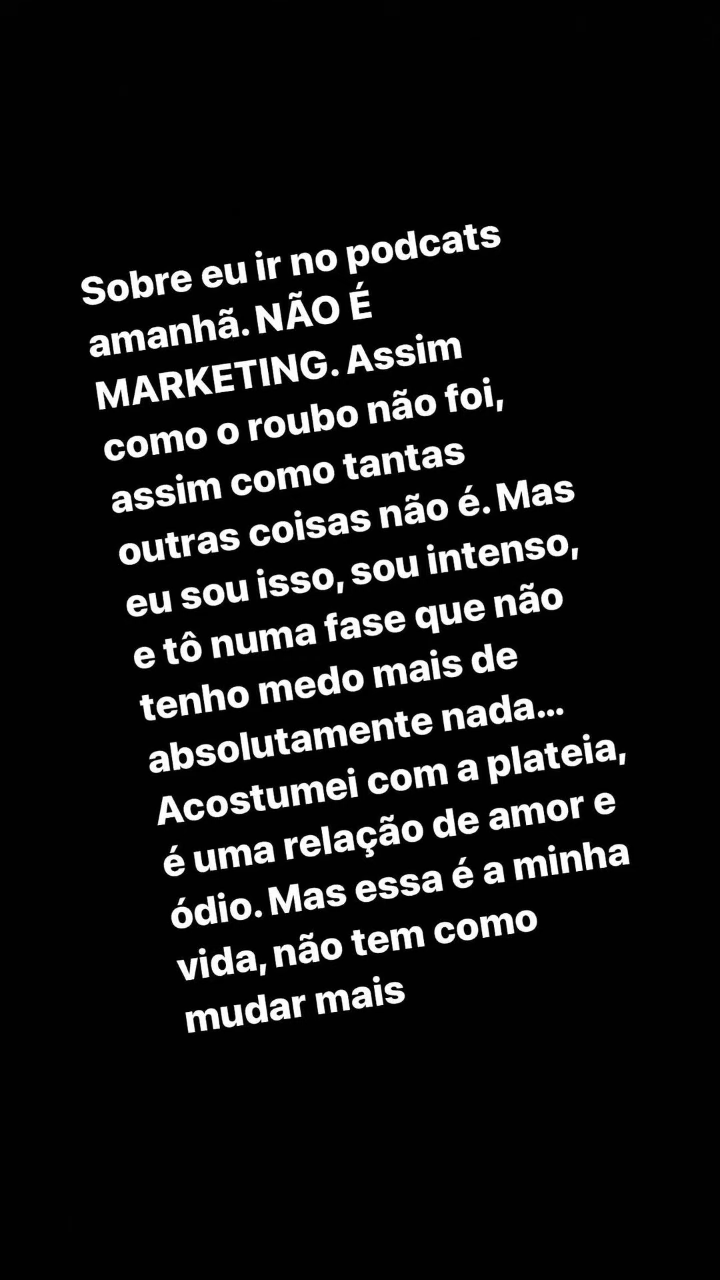 Sobre eu ir no podcats
amanhã. NÃO É
MARKETING. Assim
como o roubo não foi,
assim como tantas
outras coisas não é. Mas
eu sou isso, sou intenso,
e tô numa fase que não
tenho medo mais de
absolutamente nada...
Acostumei com a plateia,
é uma relação de amor e
ódio. Mas essa é a minha
vida, não tem como
mudar mais